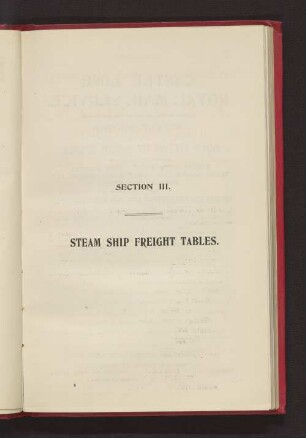 SECTION III.
STEAM SHIP FREIGHT TABLES.